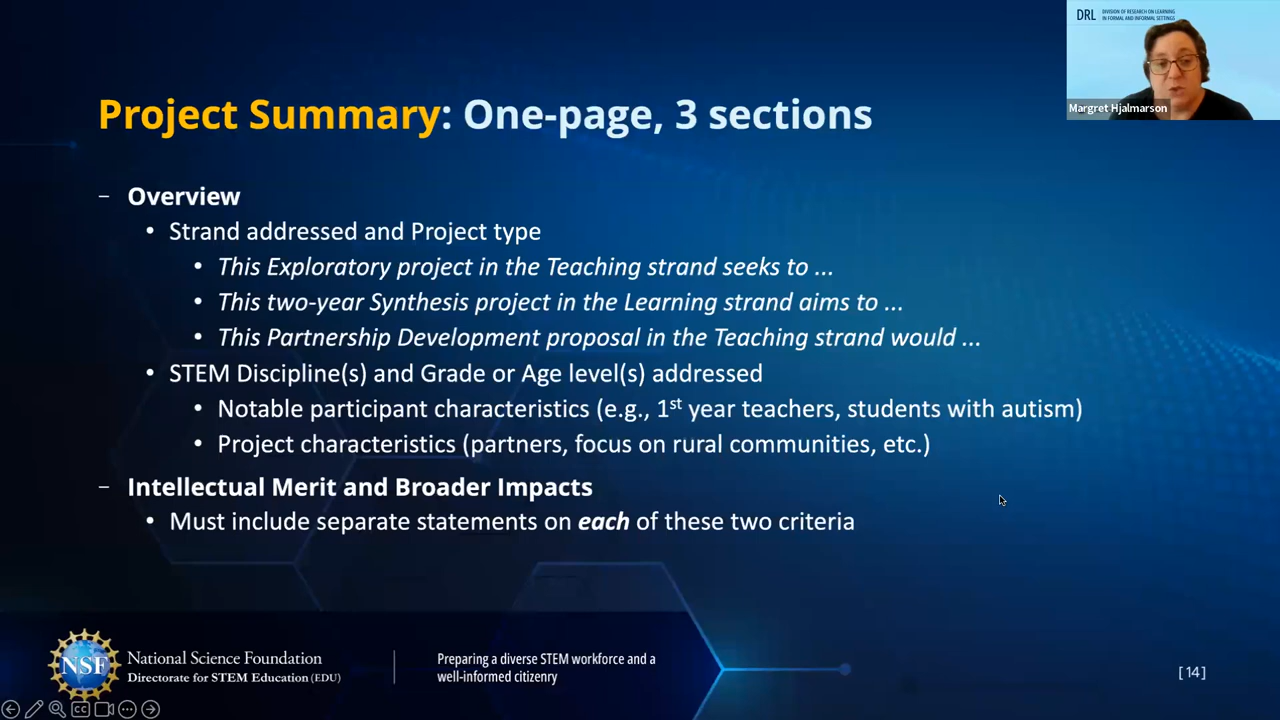 DRL DIVISION OF RESEARCH ON LEARNING
IN FORMAL AND INFORMAL SETTINGS
Margret Hjalmarson
Project Summary: One-page, 3 sections
– Overview
• Strand addressed and Project type
• This Exploratory project in the Teaching strand seeks to ...
• This two-year Synthesis project in the Learning strand aims to ...
• This Partnership Development proposal in the Teaching strand would ...
• STEM Discipline(s) and Grade or Age level(s) addressed
• Notable participant characteristics (e.g., 1st year teachers, students with autism)
• Project characteristics (partners, focus on rural communities, etc.)
– Intellectual Merit and Broader Impacts
• Must include separate statements on each of these two criteria
NSF
National Science Foundation
Directorate for STEM Education (EDU)
Preparing a diverse STEM workforce and a
well-informed citizenry
[14]
CC